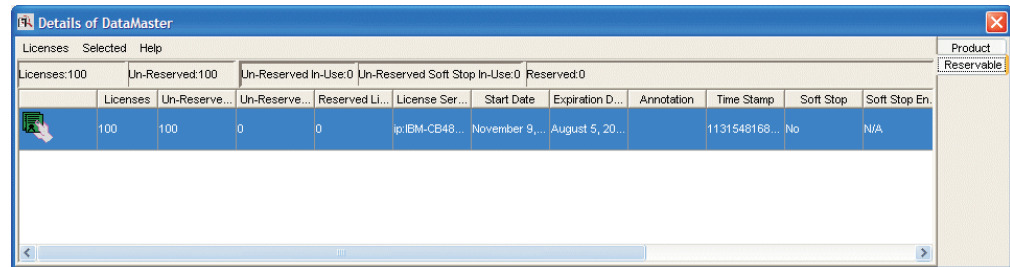 Details of DataMaster
Licenses Selected Help
Product
Licenses:100 Un-Reserved:100 Un-Reserved In-Use:0 Un-Reserved Soft Stop In-Use:0 Reserved:0
Reservable
Licenses Un-Reserve... Un-Reserve... Reserved Li... License Ser... Start Date Expiration D... Annotation Time Stamp Soft Stop Soft Stop En.
100 100 0 0 ip:IBM-CB48... November 9,... August 5, 20... 1131548168... No N/A